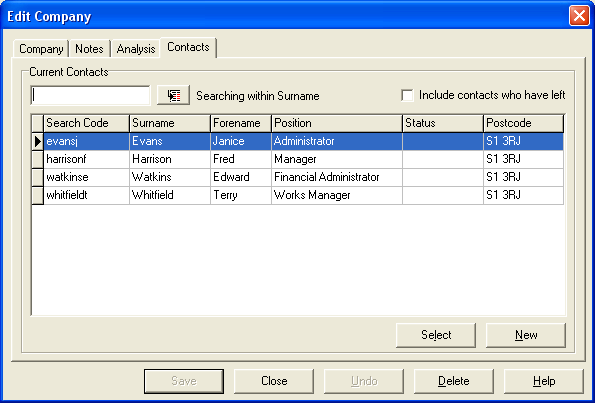 Edit Company
Company Notes Analysis Contacts
Current Contacts
Searching within Surname Include contacts who have left
Search Code Surname Forename Position Status Postcode
evansj Evans Janice Administrator S1 3RJ
harrisonf Harrison Fred Manager S1 3RJ
watkinse Watkins Edward Financial Administrator S1 3RJ
whitfieldt Whitfield Terry Works Manager S1 3RJ
Select New
Save Close Undo Delete Help